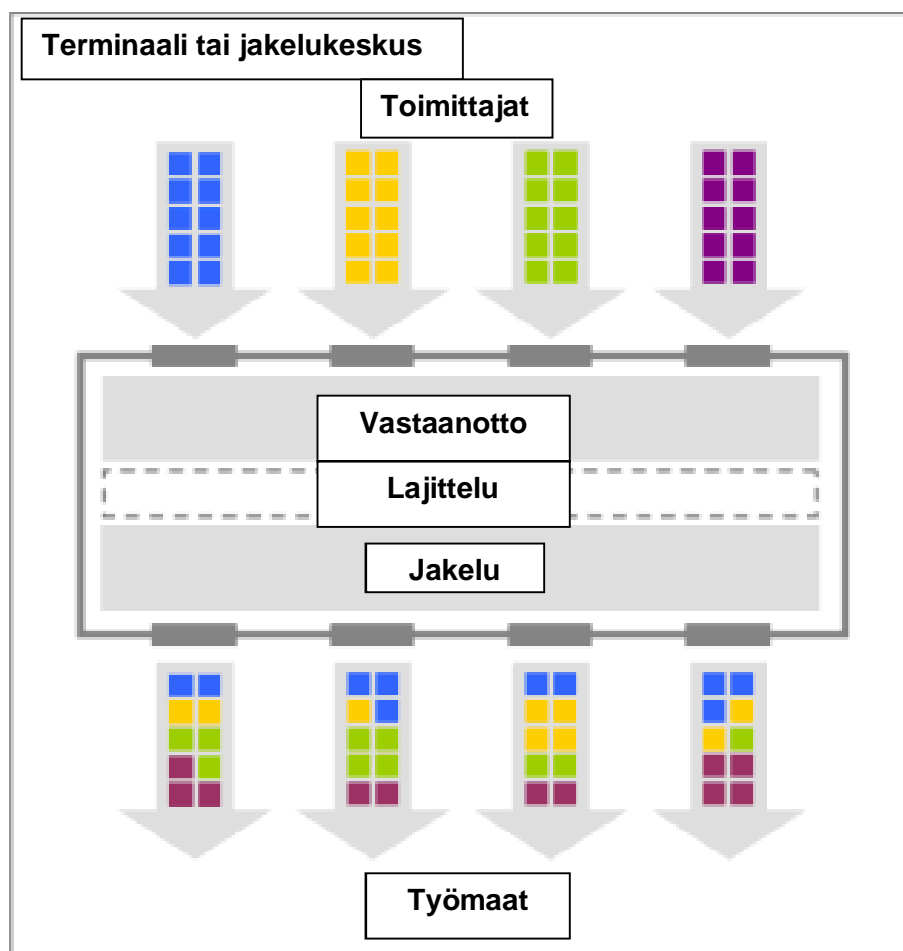 Terminaali tai jakelukeskus
Toimittajat
Vastaanotto
Lajittelu
Jakelu
Työmaat